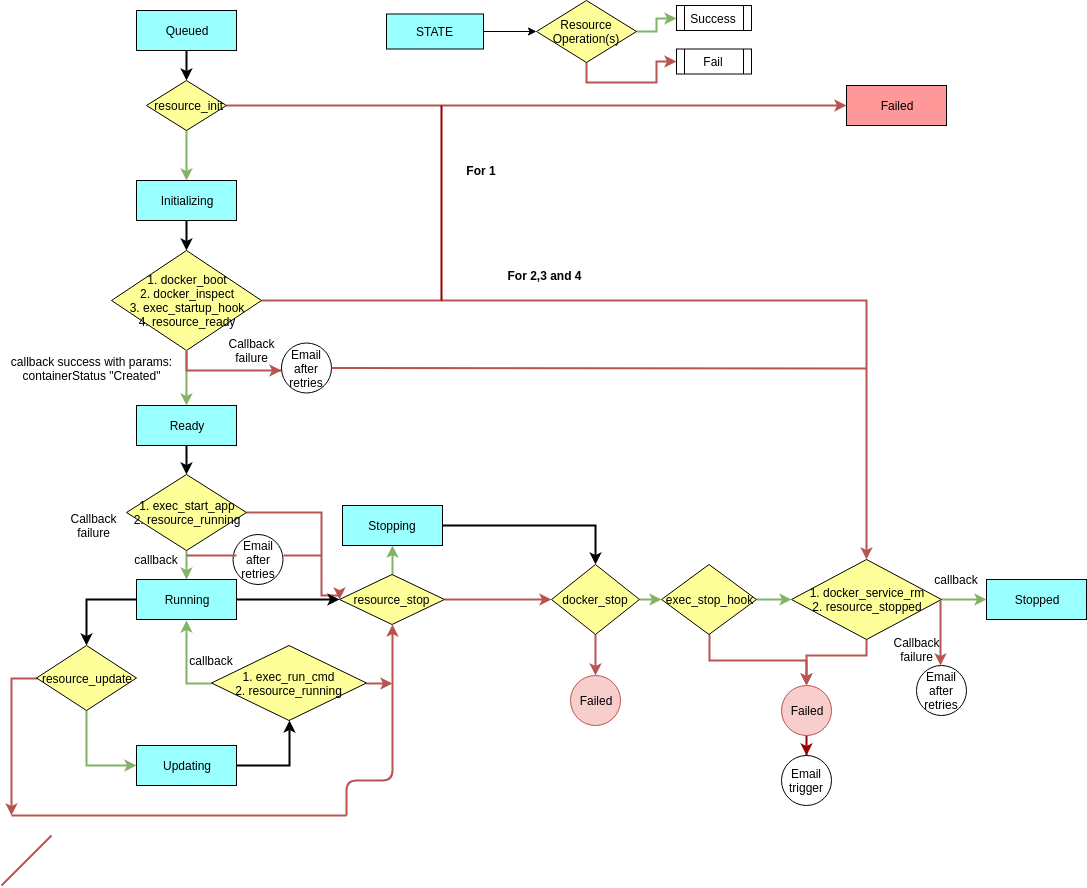 Queued
STATE
Resource
Operation(s)
Success
Fail
resource_init
Failed
For 1
Initializing
For 2,3 and 4
1. docker_boot
2. docker_inspect
3. exec_startup_hook
4. resource_ready
callback success with params:
containerStatus "Created"
Callback
failure
Email
after
retries
Ready
1. exec_start_app
2. resource_running
Callback
failure
callback
Email
after
retries
Stopping
Running
resource_stop
docker_stop
exec_stop_hook
1. docker_service_rm
2. resource_stopped
callback
Stopped
Callback
failure
Email
after
retries
callback
resource_update
1. exec_run_cmd
2. resource_running
Failed
Failed
Updating
Email
trigger